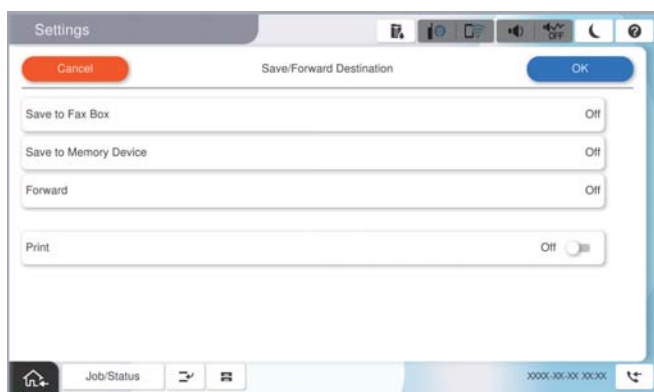 Settings
OFF
Cancel
Save/Forward Destination
OK
Save to Fax Box
Off
Save to Memory Device
Off
Forward
Off
Print
Off
Job/Status
XXXX-XX-XX XX:XX